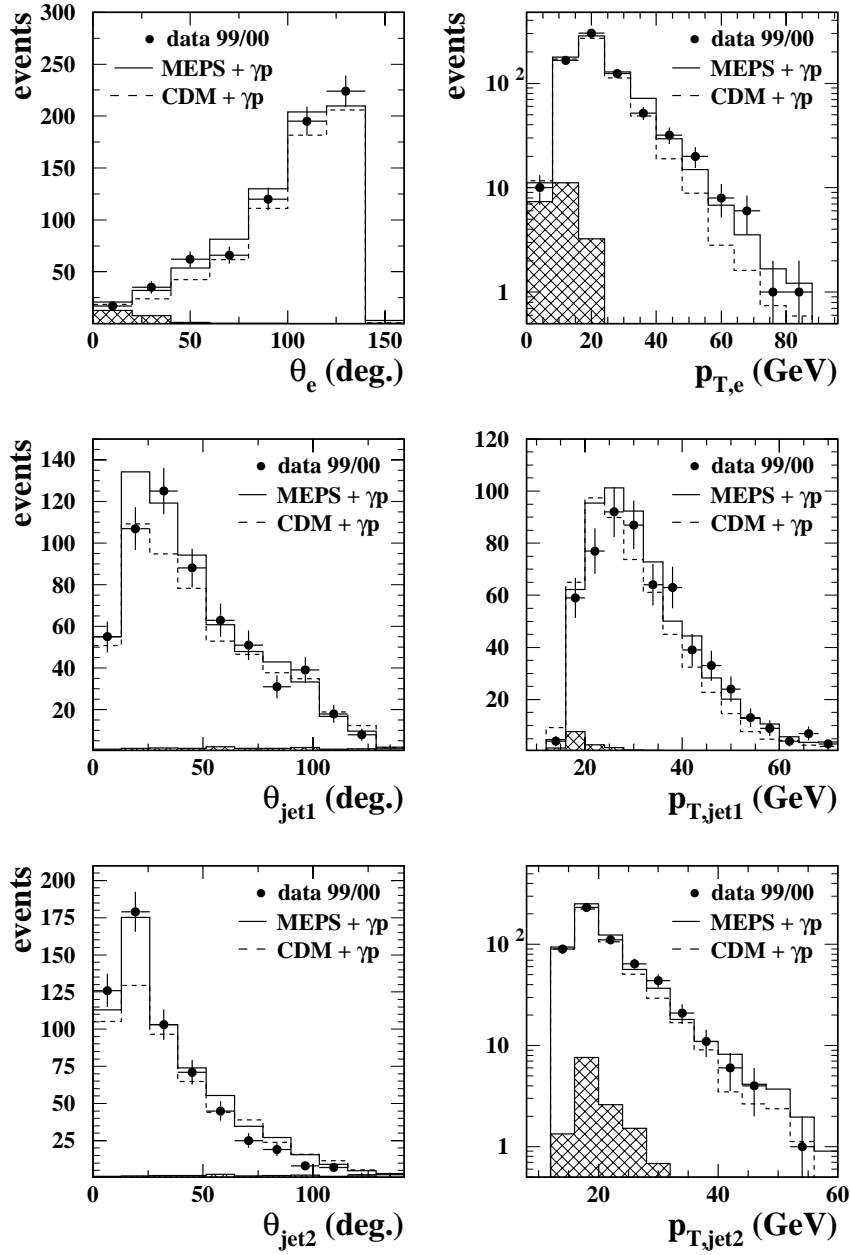 events
300
250
200
150
100
50
0
data 99/00
MEPS + γp
CDM + γp
0 50 100 150
θe (deg.)
events
10²
10
1
data 99/00
MEPS + γp
CDM + γp
0 20 40 60 80
pT,e (GeV)
events
140
120
100
80
60
40
20
data 99/00
MEPS + γp
CDM + γp
0 50 100
θjet1 (deg.)
120
100
80
60
40
20
data 99/00
MEPS + γp
CDM + γp
20 40 60
pT,jet1 (GeV)
events
200
175
150
125
100
75
50
25
data 99/00
MEPS + γp
CDM + γp
0 50 100
θjet2 (deg.)
10²
10
1
data 99/00
MEPS + γp
CDM + γp
20 40 60
pT,jet2 (GeV)